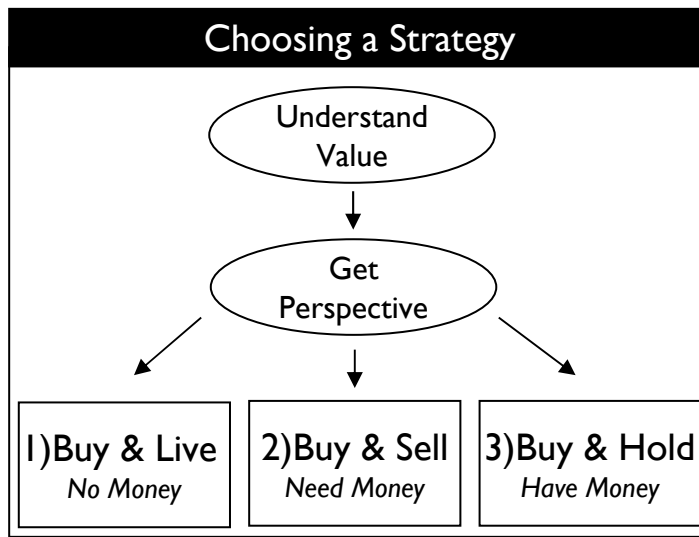 Choosing a Strategy
Understand
Value
Get
Perspective
1)Buy & Live
No Money
2)Buy & Sell
Need Money
3)Buy & Hold
Have Money